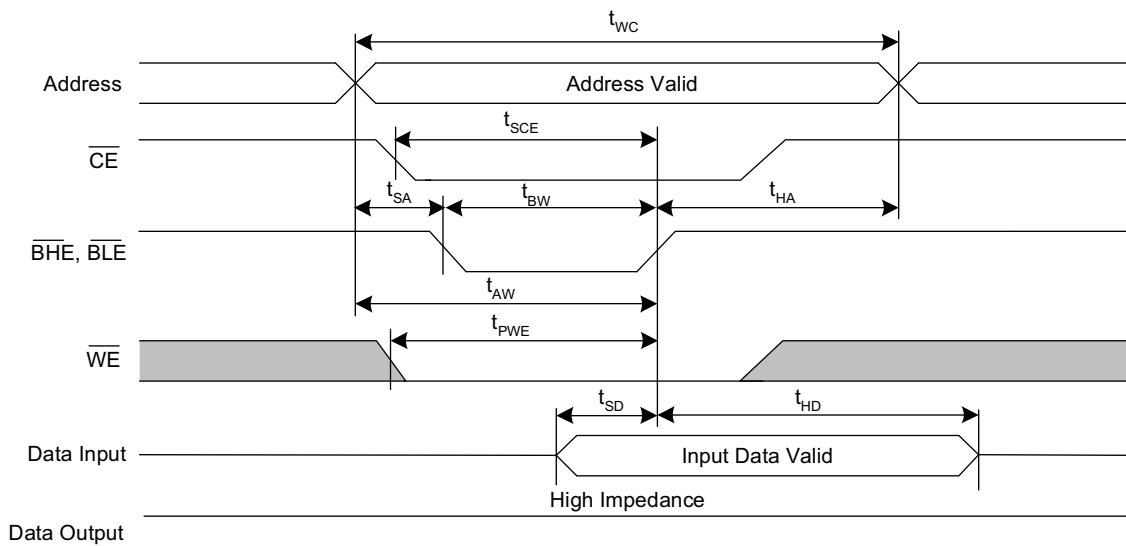 tWC
Address
Address Valid
tSCE
CE
tSA
tBW
tHA
BHE, BLE
tAW
tPWE
WE
tSD
tHD
Data Input
Input Data Valid
High Impedance
Data Output